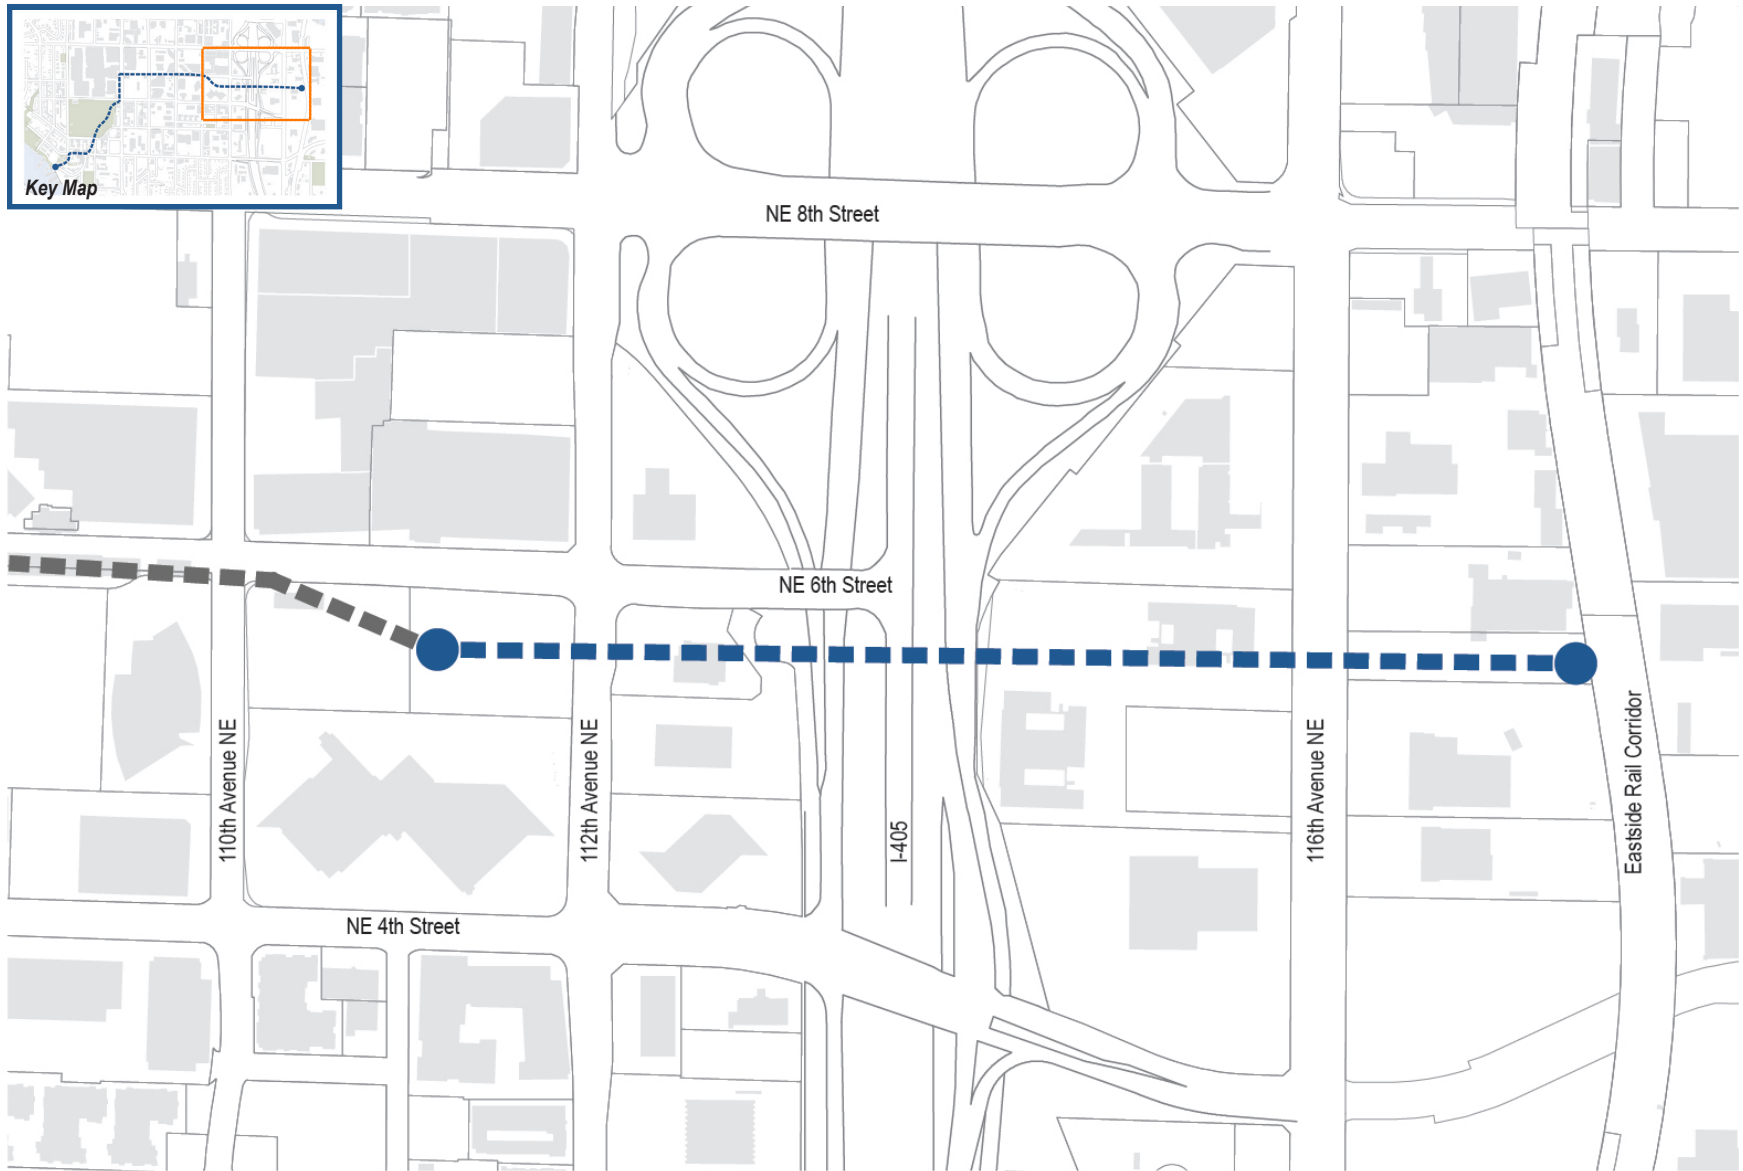 Key Map
NE 8th Street
NE 6th Street
110th Avenue NE
112th Avenue NE
I-405
116th Avenue NE
Eastside Rail Corridor
NE 4th Street